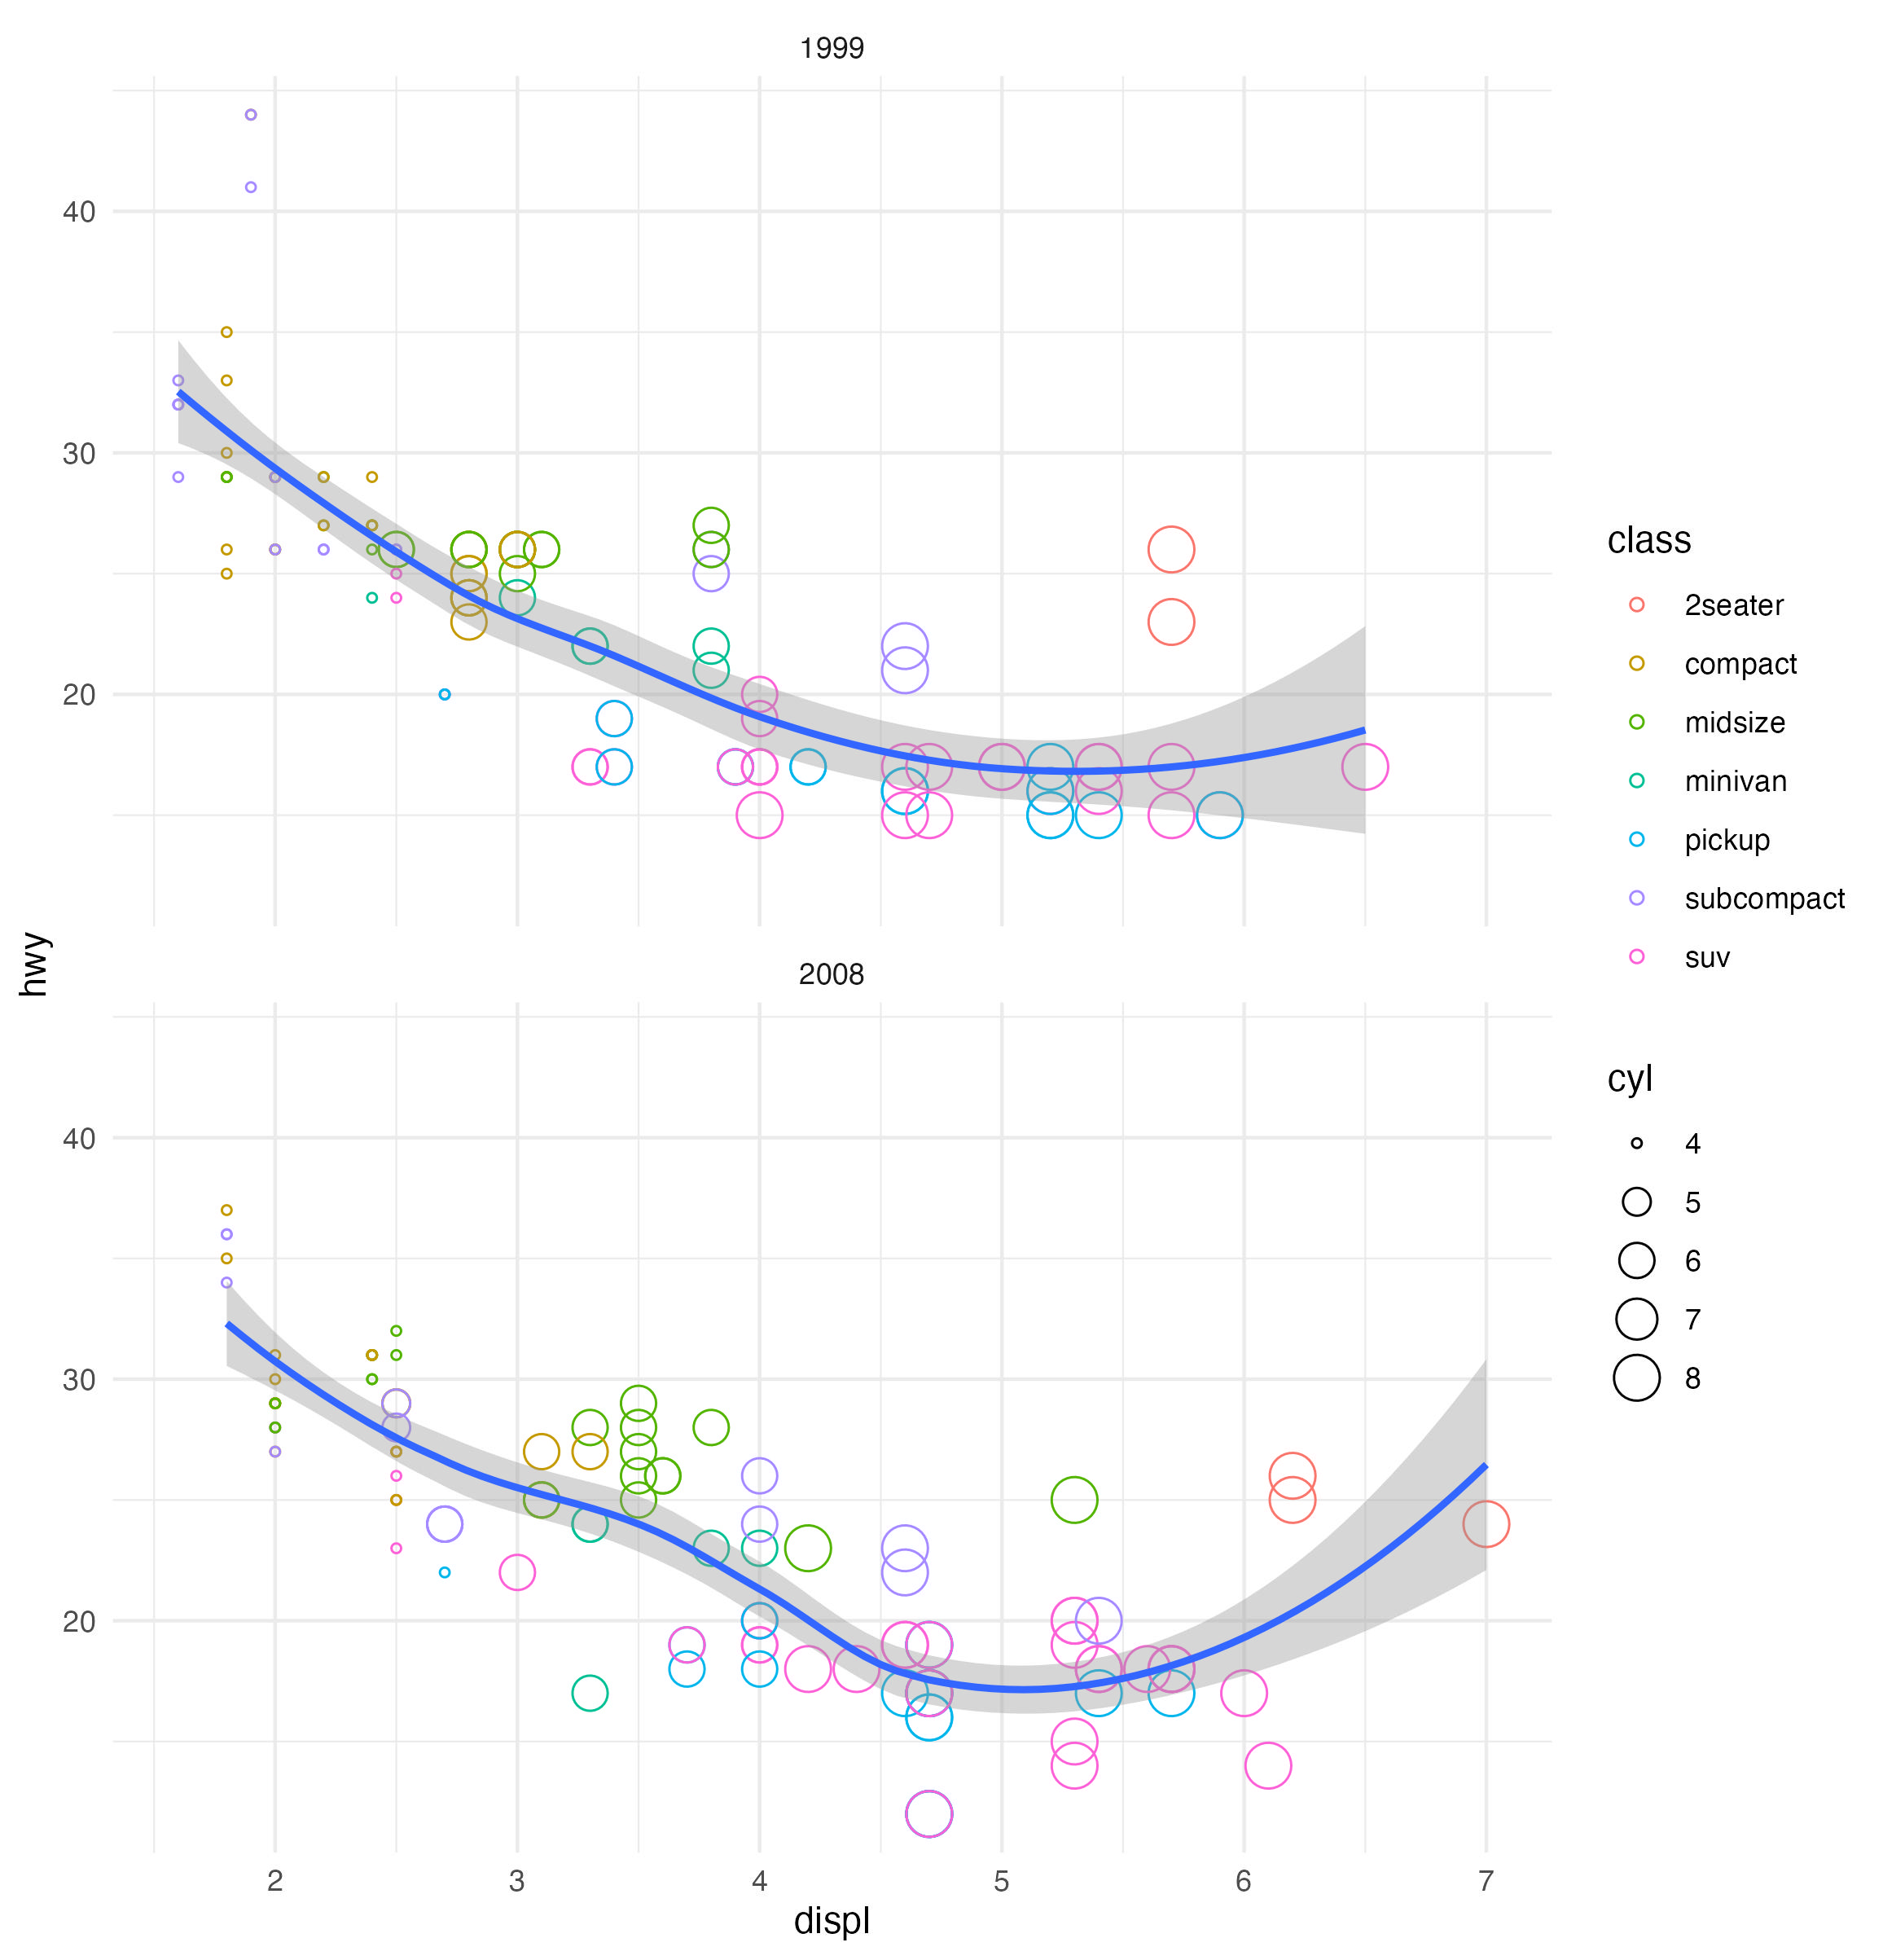 1999
40
30
20
hwy
2008
40
30
20
2 3 4 5 6 7
displ
class
2seater
compact
midsize
minivan
pickup
subcompact
suv
cyl
4
5
6
7
8